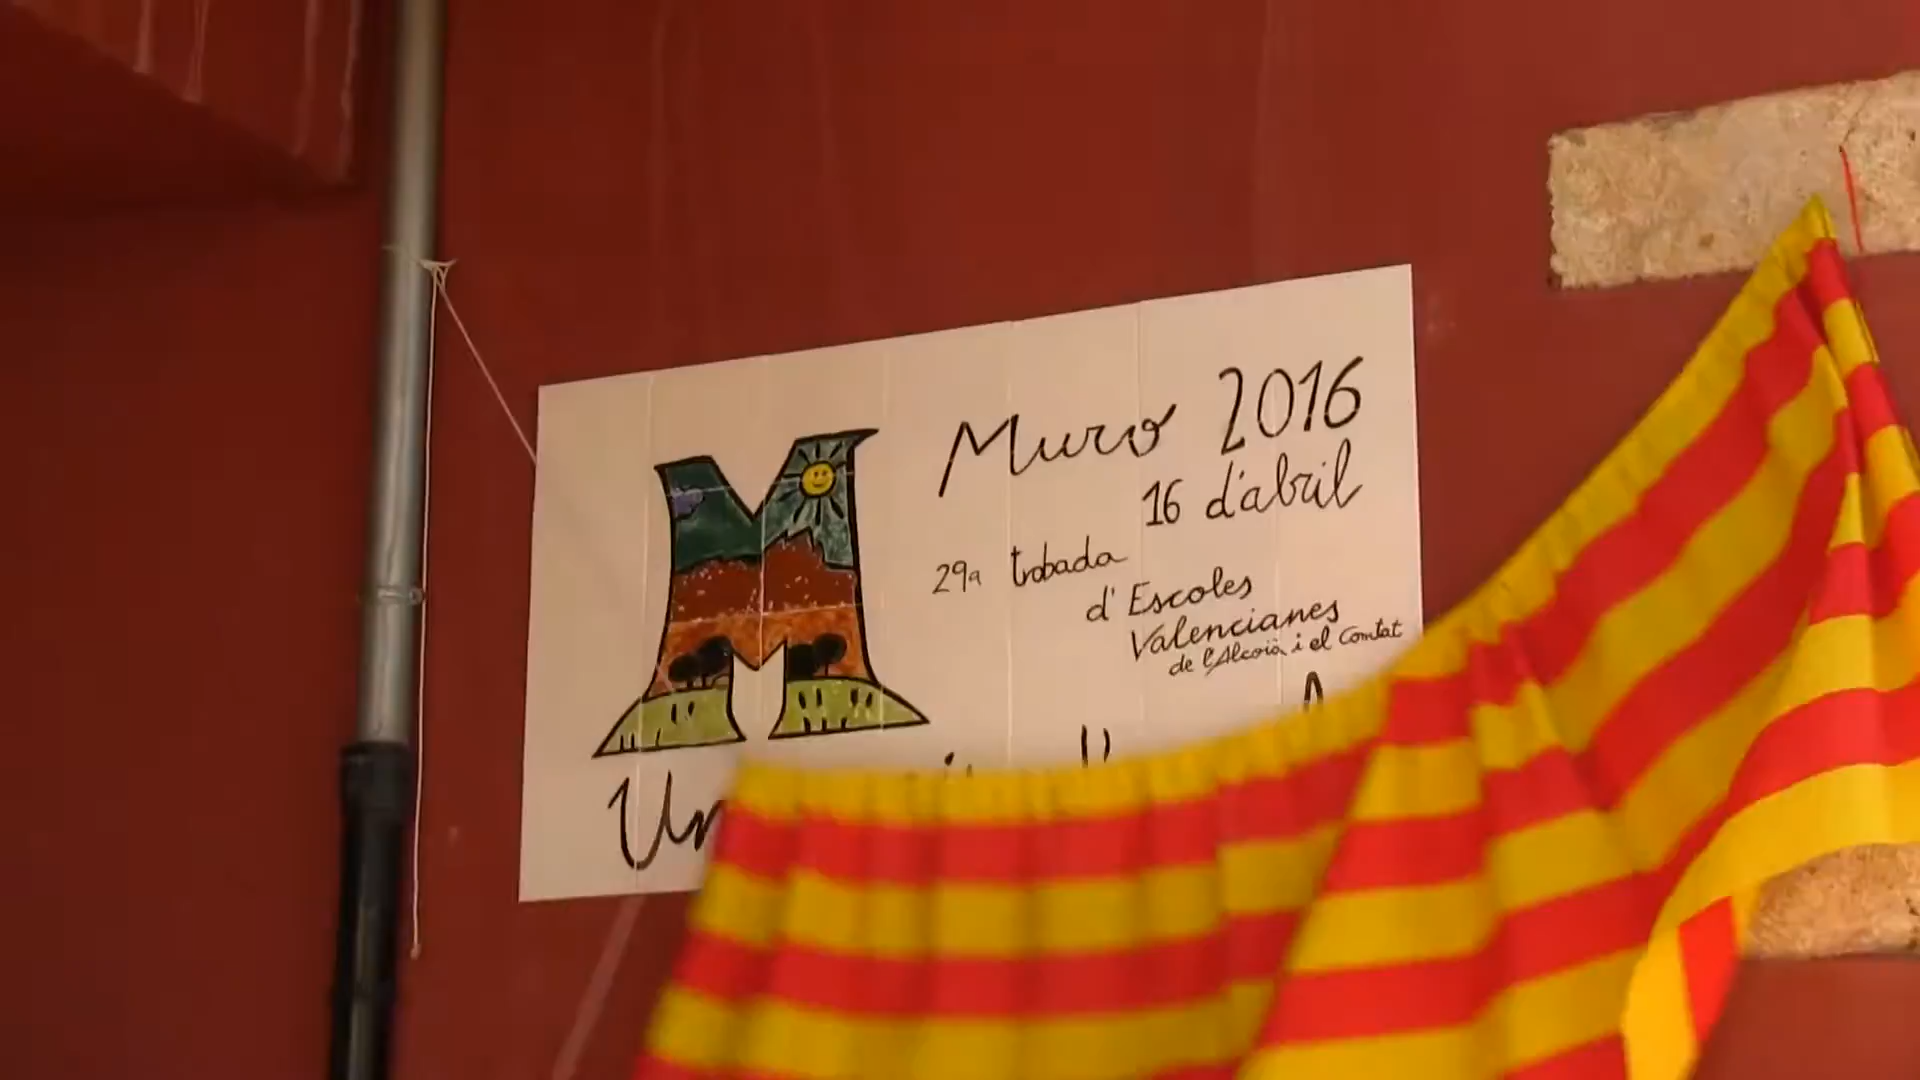 Muro 2016
16 d'abril
29a trobada
d'Escoles
Valencianes
de l'Alcoià i el Comtat